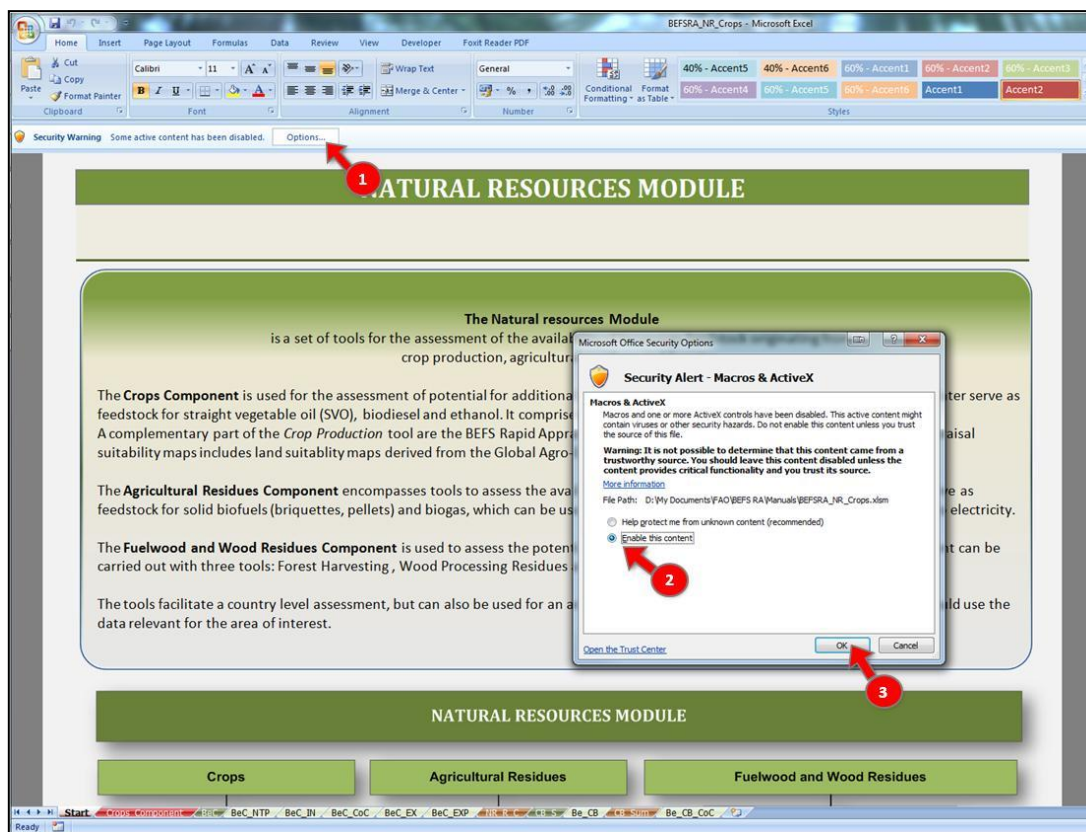 BEFSRA_NR_Crops - Microsoft Excel
Home Insert Page Layout Formulas Data Review View Developer Foxit Reader PDF
Cut
Copy
Format Painter
Paste
Clipboard
Calibri 11
Font
Wrap Text
Merge & Center
Alignment
General
Number
Conditional Formatting
Format as Table
40% - Accent5 40% - Accent6 60% - Accent1 60% - Accent2 60% - Accent3
60% - Accent4 60% - Accent5 60% - Accent6 Accent1 Accent2
Styles
Security Warning Some active content has been disabled. Options...
1
NATURAL RESOURCES MODULE
The Natural resources Module
is a set of tools for the assessment of the availab
crop production, agricultura
The Crops Component is used for the assessment of potential for additiona
ter serve as
feedstock for straight vegetable oil (SVO), biodiesel and ethanol. It comprise
A complementary part of the Crop Production tool are the BEFS Rapid Appra
aisal
suitability maps includes land suitablity maps derived from the Global Agro-
The Agricultural Residues Component encompasses tools to assess the ava
e as
feedstock for solid biofuels (briquettes, pellets) and biogas, which can be us
electricity.
The Fuelwood and Wood Residues Component is used to assess the potent
t can be
carried out with three tools: Forest Harvesting , Wood Processing Residues
The tools facilitate a country level assessment, but can also be used for an a
ld use the
data relevant for the area of interest.
Microsoft Office Security Options
Security Alert - Macros & ActiveX
Macros & ActiveX
Macros and one or more ActiveX controls have been disabled. This active content might
contain viruses or other security hazards. Do not enable this content unless you trust
the source of this file.
Warning: It is not possible to determine that this content came from a
trustworthy source. You should leave this content disabled unless the
content provides critical functionality and you trust its source.
More information
File Path: D:\My Documents\FAO\BEFS RA\Manuals\BEFSRA_NR_Crops.xlsm
Help protect me from unknown content (recommended)
Enable this content
2
Open the Trust Center
OK Cancel
3
NATURAL RESOURCES MODULE
Crops Agricultural Residues Fuelwood and Wood Residues
Start Crops Component BeC BeC_NTP BeC_IN BeC_CoC BeC_EX BeC_EXP NR_R_C CB_S Be_CB CB_Sum Be_CB_CoC
Ready